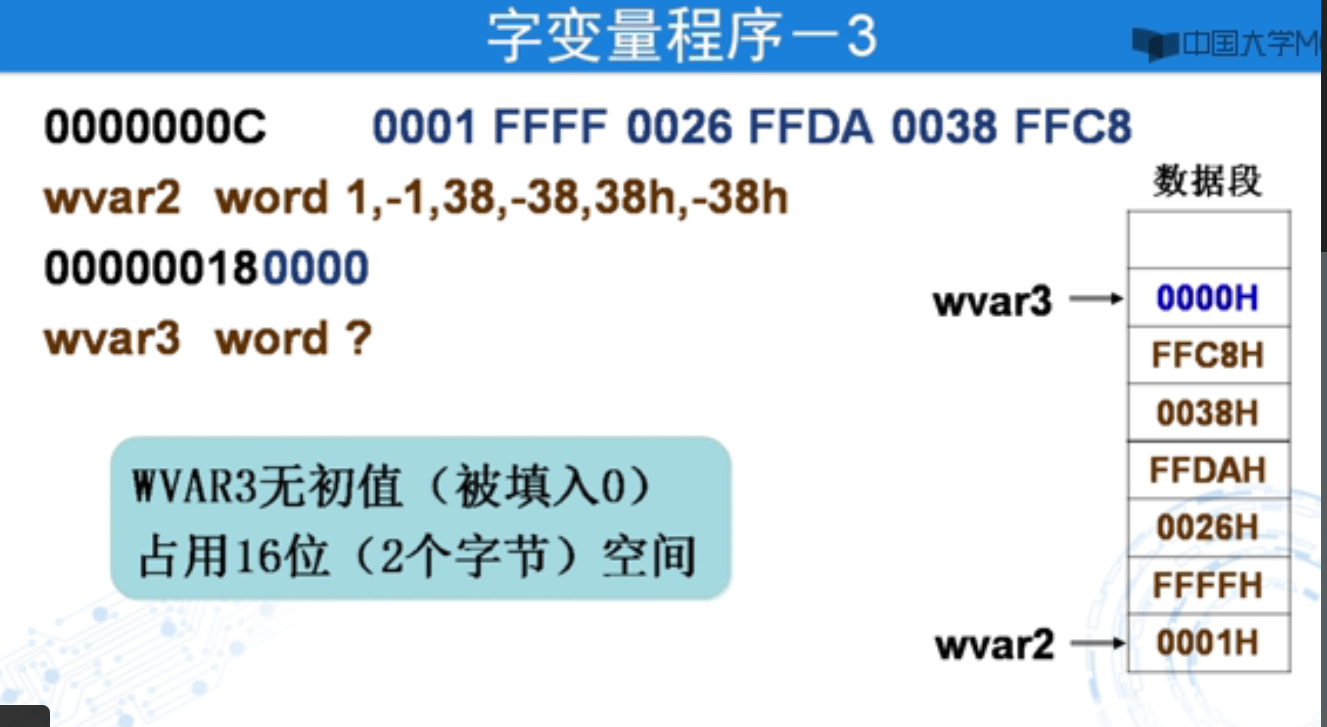 字变量程序－3
中国大学M
0000000C 0001 FFFF 0026 FFDA 0038 FFC8
wvar2 word 1,-1,38,-38,38h,-38h
000000180000
wvar3 word ?
WVAR3无初值（被填入0）
占用16位（2个字节）空间
数据段
wvar3 → 0000H
FFC8H
0038H
FFDAH
0026H
FFFFH
wvar2 → 0001H